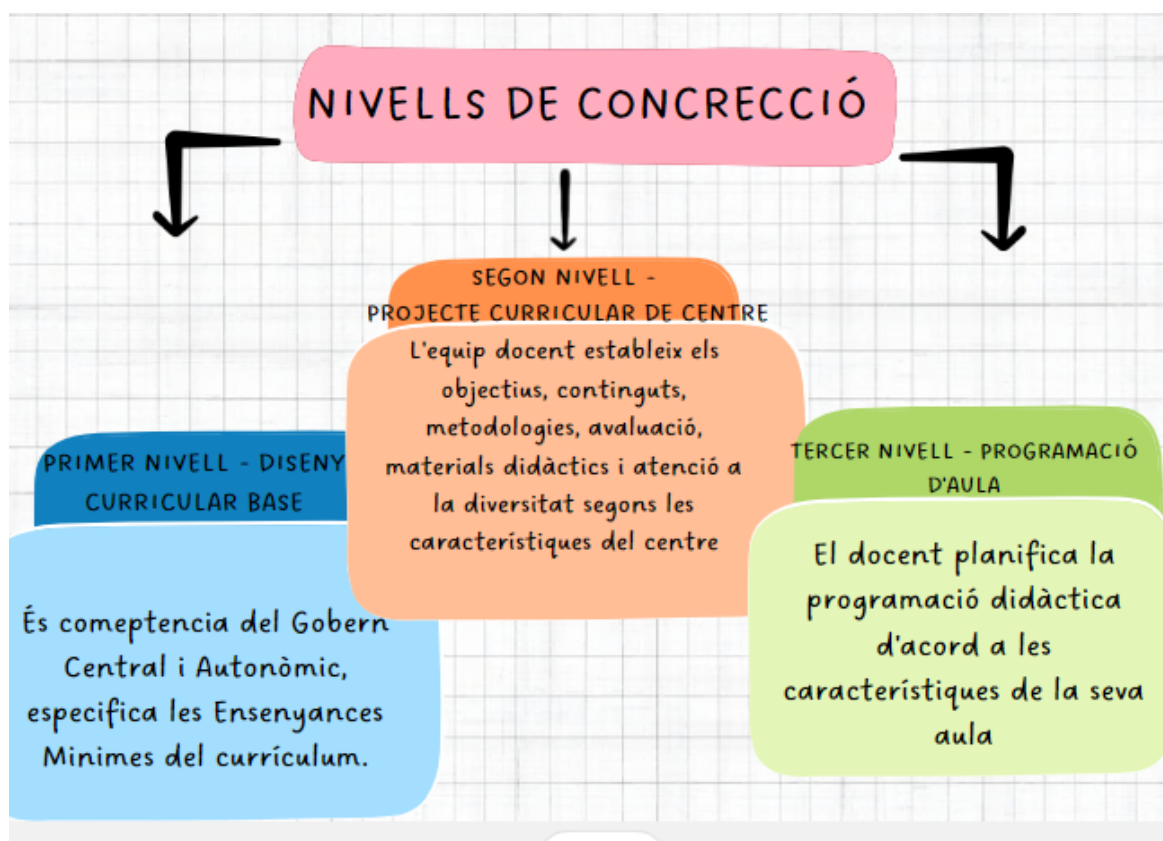 NIVELLS DE CONCRECCIÓ
PRIMER NIVELL - DISENY
CURRICULAR BASE
És comeptencia del Gobern
Central i Autonòmic,
especifica les Ensenyances
Minimes del currículum.
SEGON NIVELL -
PROJECTE CURRICULAR DE CENTRE
L'equip docent estableix els
objectius, continguts,
metodologies, avaluació,
materials didàctics i atenció a
la diversitat segons les
característiques del centre
TERCER NIVELL - PROGRAMACIÓ
D'AULA
El docent planifica la
programació didàctica
d'acord a les
característiques de la seva
aula